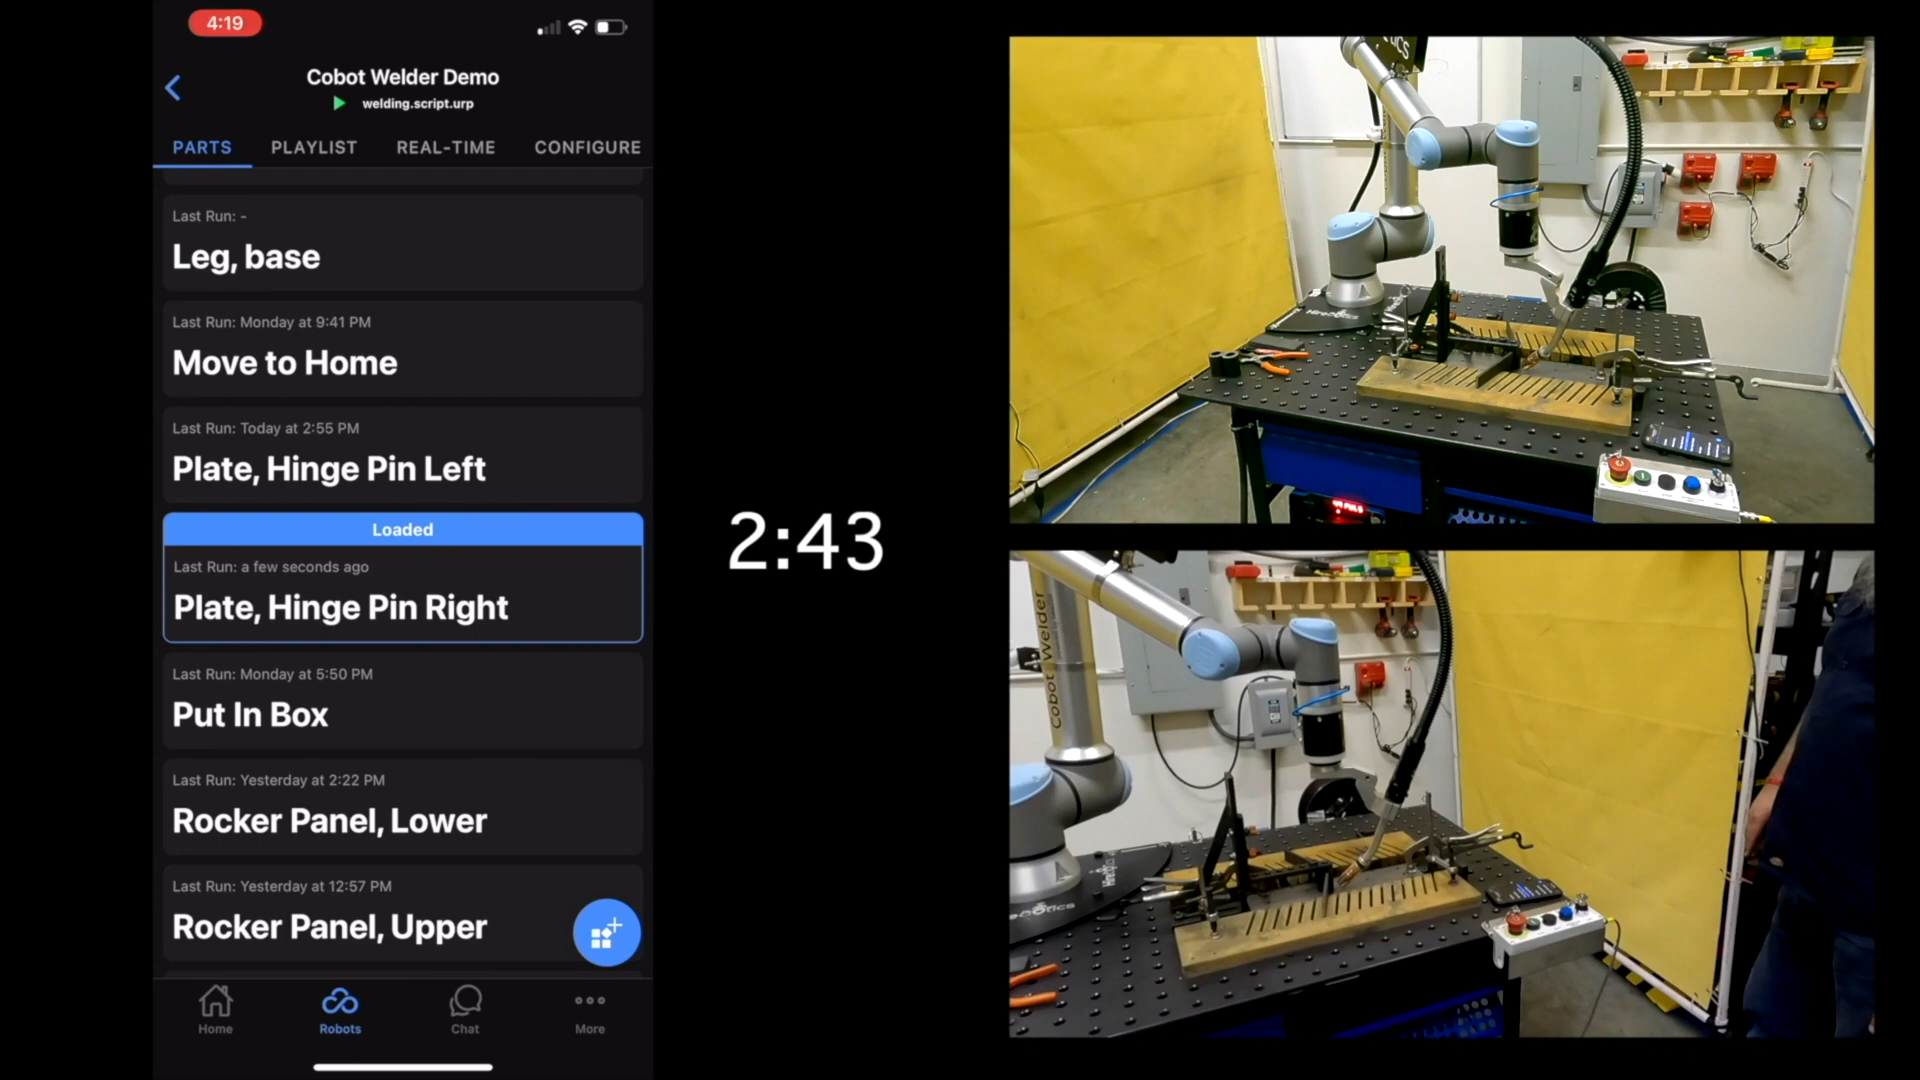 4:19
Cobot Welder Demo
welding.script.urp
PARTS PLAYLIST REAL-TIME CONFIGURE
Last Run: -
Leg, base
Last Run: Monday at 9:41 PM
Move to Home
Last Run: Today at 2:55 PM
Plate, Hinge Pin Left
Loaded
Last Run: a few seconds ago
Plate, Hinge Pin Right
Last Run: Monday at 5:50 PM
Put In Box
Last Run: Yesterday at 2:22 PM
Rocker Panel, Lower
Last Run: Yesterday at 12:57 PM
Rocker Panel, Upper
Home Robots Chat More
2:43
Cobot Welder